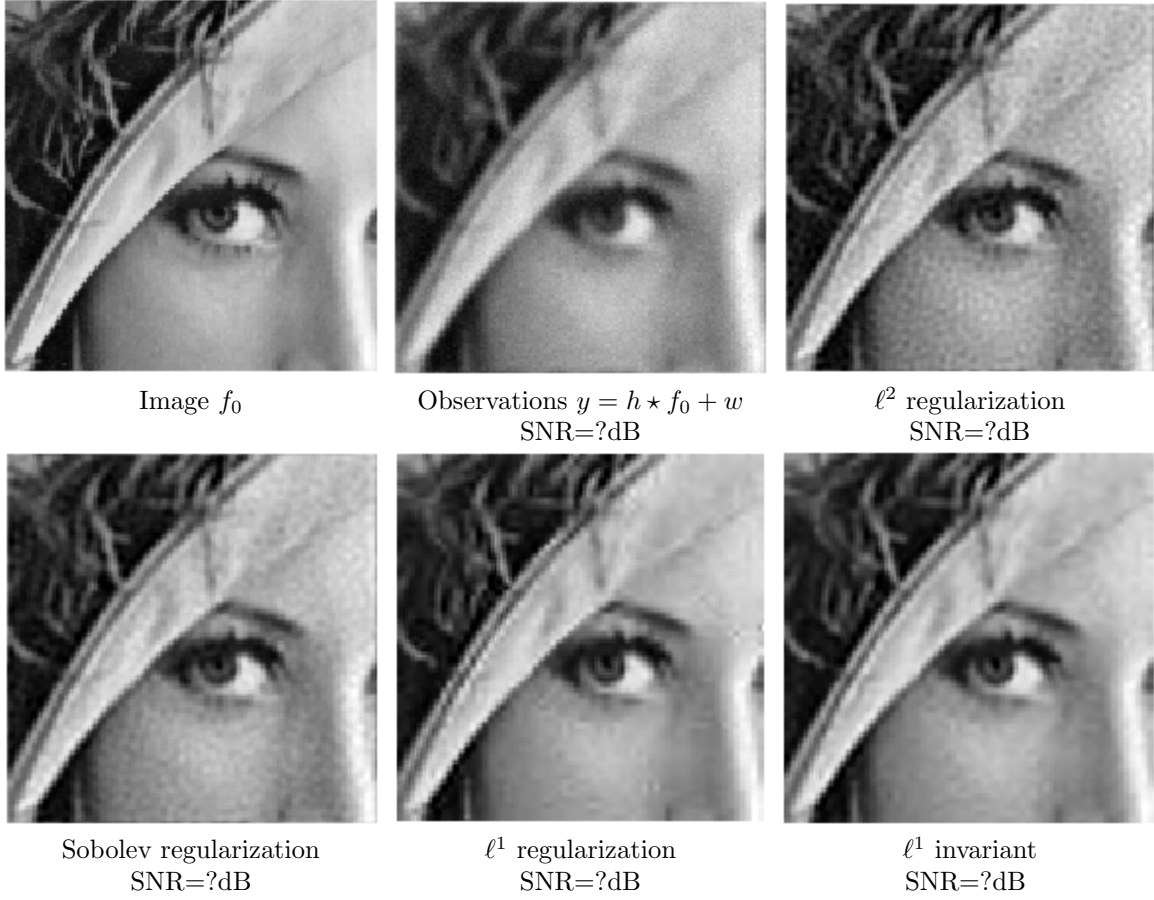 Image f₀
Observations y = h ⋆ f₀ + w
SNR=?dB
ℓ² regularization
SNR=?dB
Sobolev regularization
SNR=?dB
ℓ¹ regularization
SNR=?dB
ℓ¹ invariant
SNR=?dB